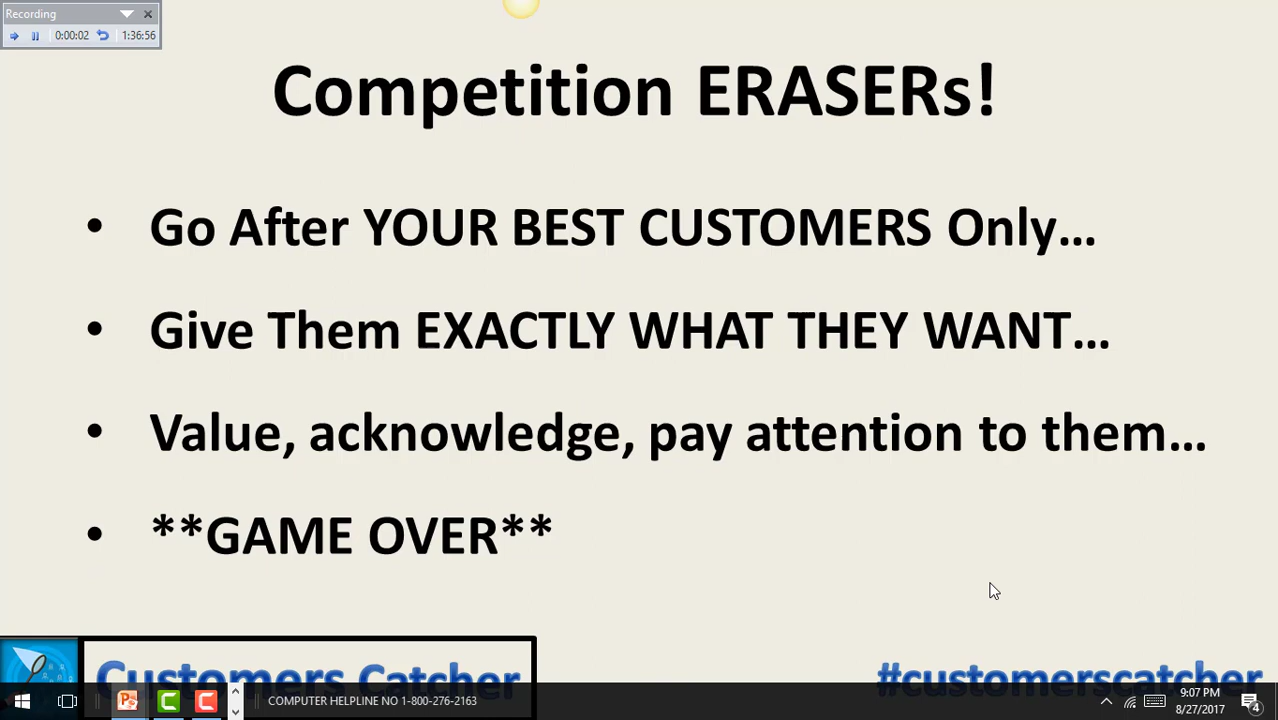 Recording
0:00:02 1:36:56
Competition ERASERs!
• Go After YOUR BEST CUSTOMERS Only...
• Give Them EXACTLY WHAT THEY WANT...
• Value, acknowledge, pay attention to them...
• **GAME OVER**
Customers Catcher
#customerscatcher
COMPUTER HELPLINE NO 1-800-276-2163
9:07 PM
8/27/2017
4